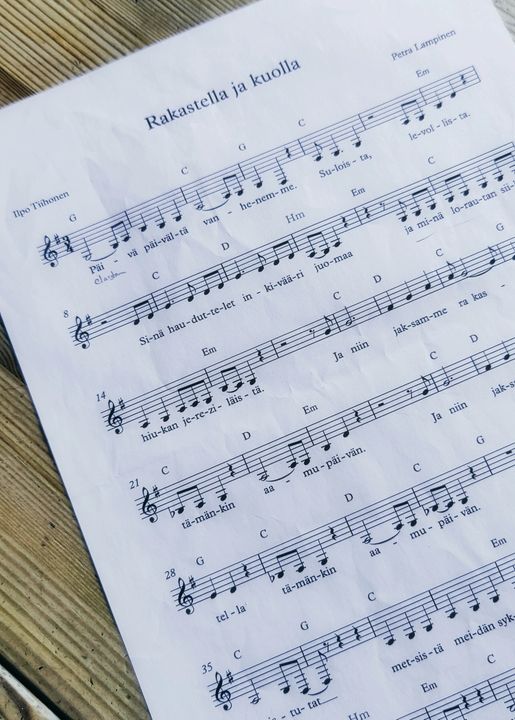 Rakastella ja kuolla
Petra Lampinen
Ilpo Tiihonen
G C G C Em
Päi - vä päi-väl-tä van - he-nem-me. Su-lois-ta, le-vol-lis-ta.
8 C D Hm Em C
Si-nä hau-dut-te-let in-ki-vääri juo-maa ja mi-nä lo-rau-tan sii-
14 Em C D
hiu-kan je-re-zi-läis-tä. Ja niin jak-sam-me ra kas -
21 C D Em C D
tä-män-kin aa - mu-päi-vän. Ja niin jak-s
28 G C D C G
tel-la tä-män-kin aa - mu-päi-vän.
35 C G C Em
s - tu-tat met-sis-tä mei-dän syk-
Hm Em C